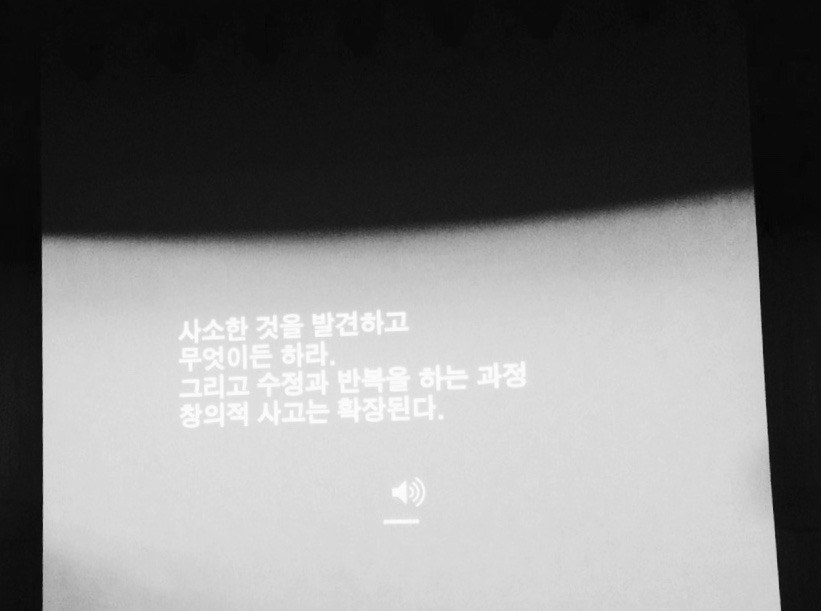 사소한 것을 발견하고
무엇이든 하라.
그리고 수정과 반복을 하는 과정
창의적 사고는 확장된다.